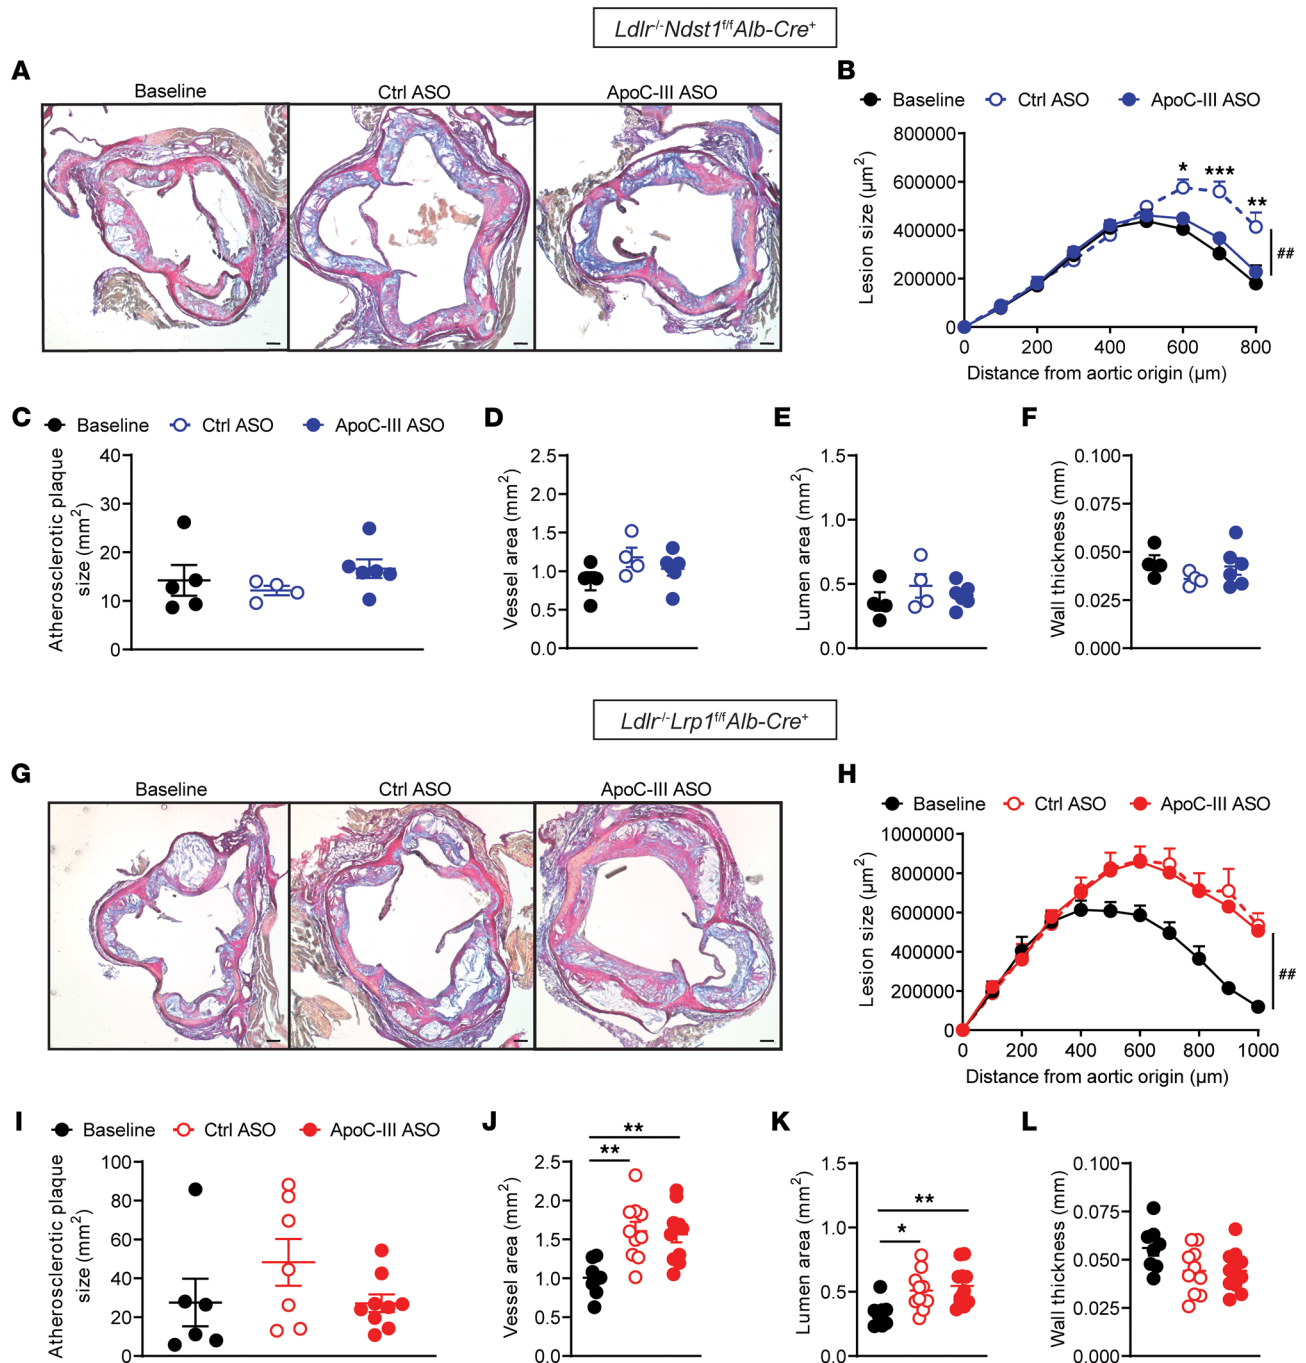 Ldlr-/-Ndst1f/fAlb-Cre+
A
Baseline
Ctrl ASO
ApoC-III ASO
B
Baseline
Ctrl ASO
ApoC-III ASO
Lesion size (µm2)
800000
600000
400000
200000
0
*
***
**
##
0
200
400
600
800
Distance from aortic origin (µm)
C
Baseline
Ctrl ASO
ApoC-III ASO
Atherosclerotic plaque
size (mm2)
40
30
20
10
0
D
Vessel area (mm2)
2.5
2.0
1.5
1.0
0.5
0.0
E
Lumen area (mm2)
1.5
1.0
0.5
0.0
F
Wall thickness (mm)
0.100
0.075
0.050
0.025
0.000
Ldlr-/-Lrp1f/fAlb-Cre+
G
Baseline
Ctrl ASO
ApoC-III ASO
H
Baseline
Ctrl ASO
ApoC-III ASO
Lesion size (µm2)
1000000
800000
600000
400000
200000
0
##
0
200
400
600
800
1000
Distance from aortic origin (µm)
I
Baseline
Ctrl ASO
ApoC-III ASO
Atherosclerotic plaque
size (mm2)
100
80
60
40
20
0
J
**
**
Vessel area (mm2)
2.5
2.0
1.5
1.0
0.5
0.0
K
**
*
Lumen area (mm2)
1.5
1.0
0.5
0.0
L
Wall thickness (mm)
0.100
0.075
0.050
0.025
0.000